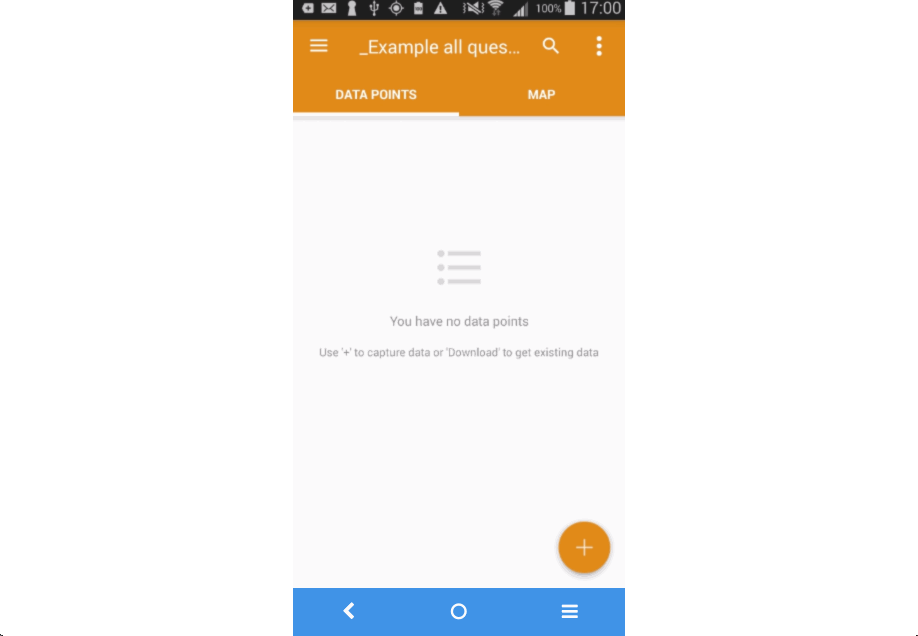 100% 17:00
_Example all ques...
DATA POINTS MAP
You have no data points
Use '+' to capture data or 'Download' to get existing data